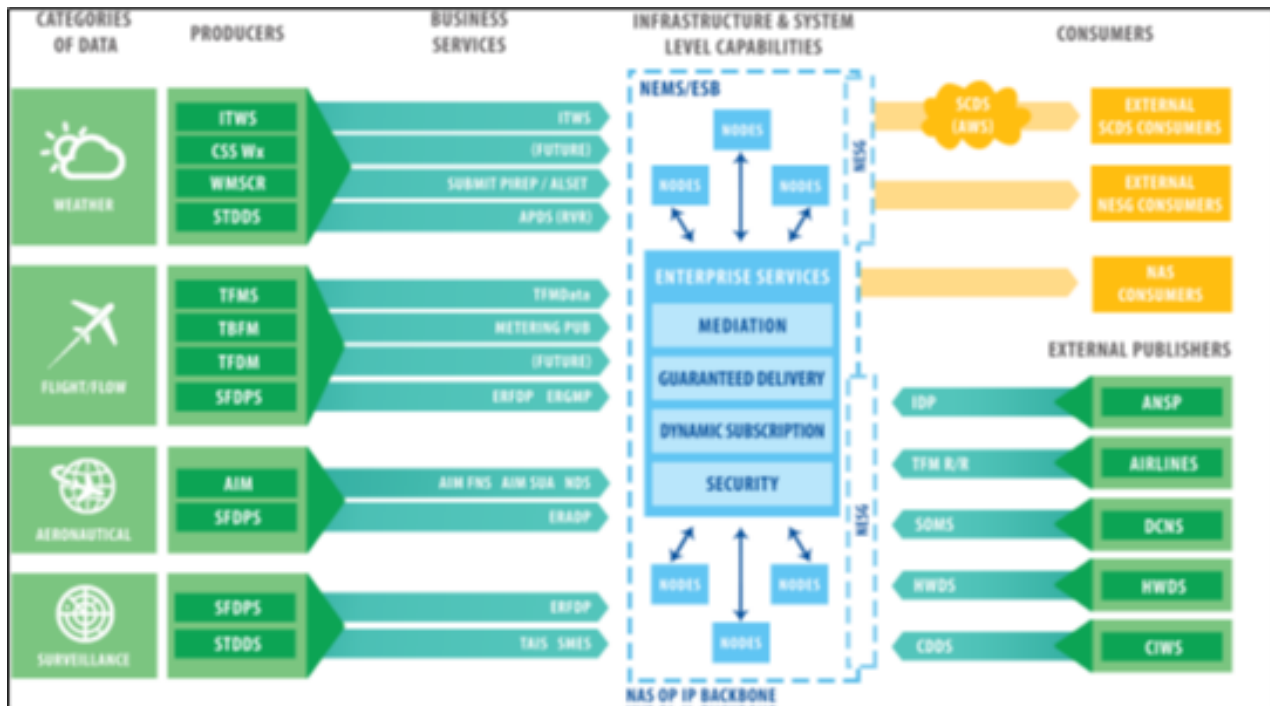 CATEGORIES
OF DATA
PRODUCERS
BUSINESS
SERVICES
INFRASTRUCTURE & SYSTEM
LEVEL CAPABILITIES
CONSUMERS
WEATHER
ITWS
CSS Wx
WMSCR
STDDS
ITWS
(FUTURE)
SUBMIT PIREP / ALSET
APDS (RVR)
FLIGHT/FLOW
TFMS
TBFM
TFDM
SFDPS
TFMData
METERING PUB
(FUTURE)
ERFDP ERGMP
AERONAUTICAL
AIM
SFDPS
AIM FNS AIM SUA NDS
ERADP
SURVEILLANCE
SFDPS
STDDS
ERFDP
TAIS SMES
NEMS/ESB
NODES
NODES
NODES
ENTERPRISE SERVICES
MEDIATION
GUARANTEED DELIVERY
DYNAMIC SUBSCRIPTION
SECURITY
NODES
NODES
NODES
NAS OP IP BACKBONE
NESG
NESG
SCDS
(AWS)
EXTERNAL
SCDS CONSUMERS
EXTERNAL
NESG CONSUMERS
NAS
CONSUMERS
EXTERNAL PUBLISHERS
IDP
ANSP
TFM R/R
AIRLINES
SOMS
DCNS
HWDS
HWDS
CDDS
CIWS